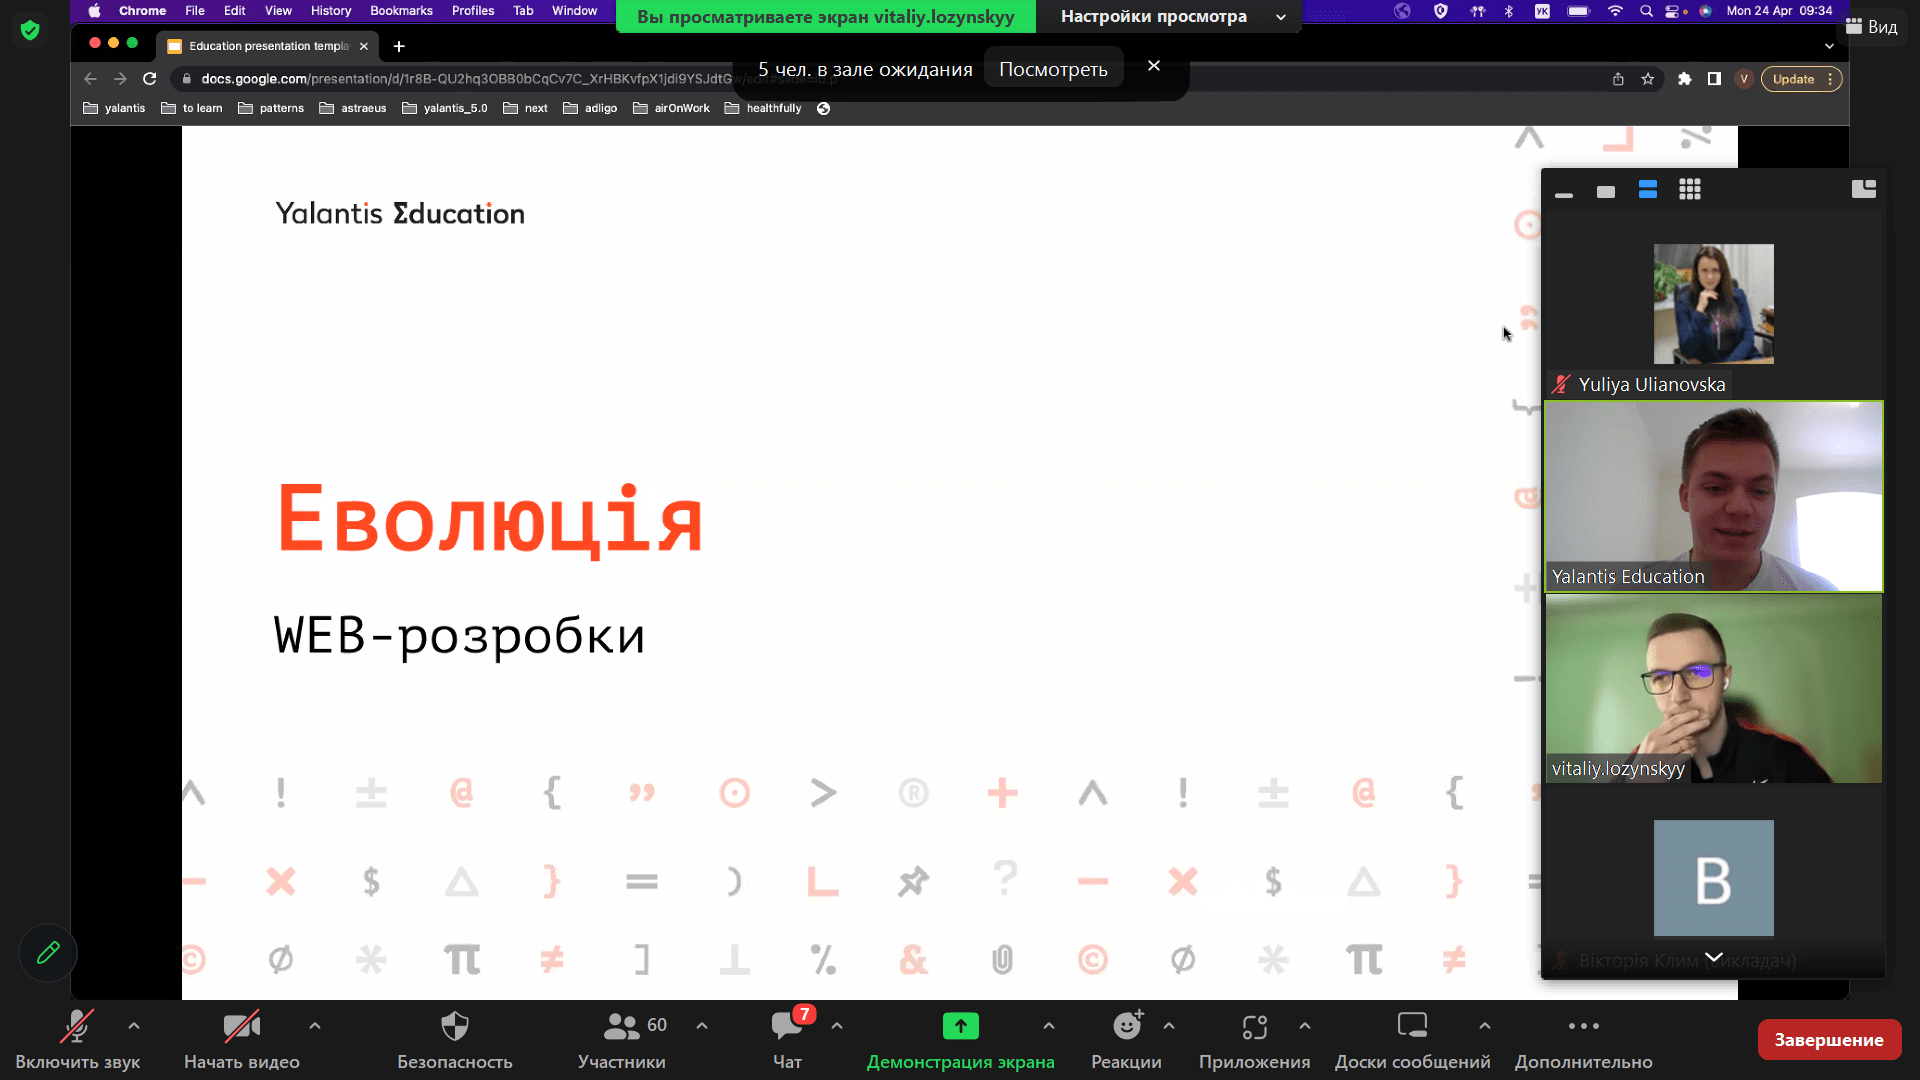 Chrome File Edit View History Bookmarks Profiles Tab Window
Вы просматриваете экран vitaliy.lozynskyy
Настройки просмотра
УК
Mon 24 Apr 09:34
Вид
Education presentation templa
5 чел. в зале ожидания Посмотреть
docs.google.com/presentation/d/1r8B-QU2hq3OBB0bCqCv7C_XrHBKvfpX1jdi9YSJdtG
V
Update
yalantis to learn patterns astraeus yalantis_5.0 next adligo airOnWork healthfully
Yalantis Σducation
Еволюція
WEB-розробки
^ ! ± @ { ” ⊙ > ® + ^ ! ± @ {
− × $ △ } = ) L ? − × $ △ } =
© ∅ * π ≠ ] ⊥ % & © ∅ * π ≠ ]
Yuliya Ulianovska
Yalantis Education
vitaliy.lozynskyy
В
Вікторія Клим (викладач)
7
60
Включить звук
Начать видео
Безопасность
Участники
Чат
Демонстрация экрана
Реакции
Приложения
Доски сообщений
Дополнительно
Завершение